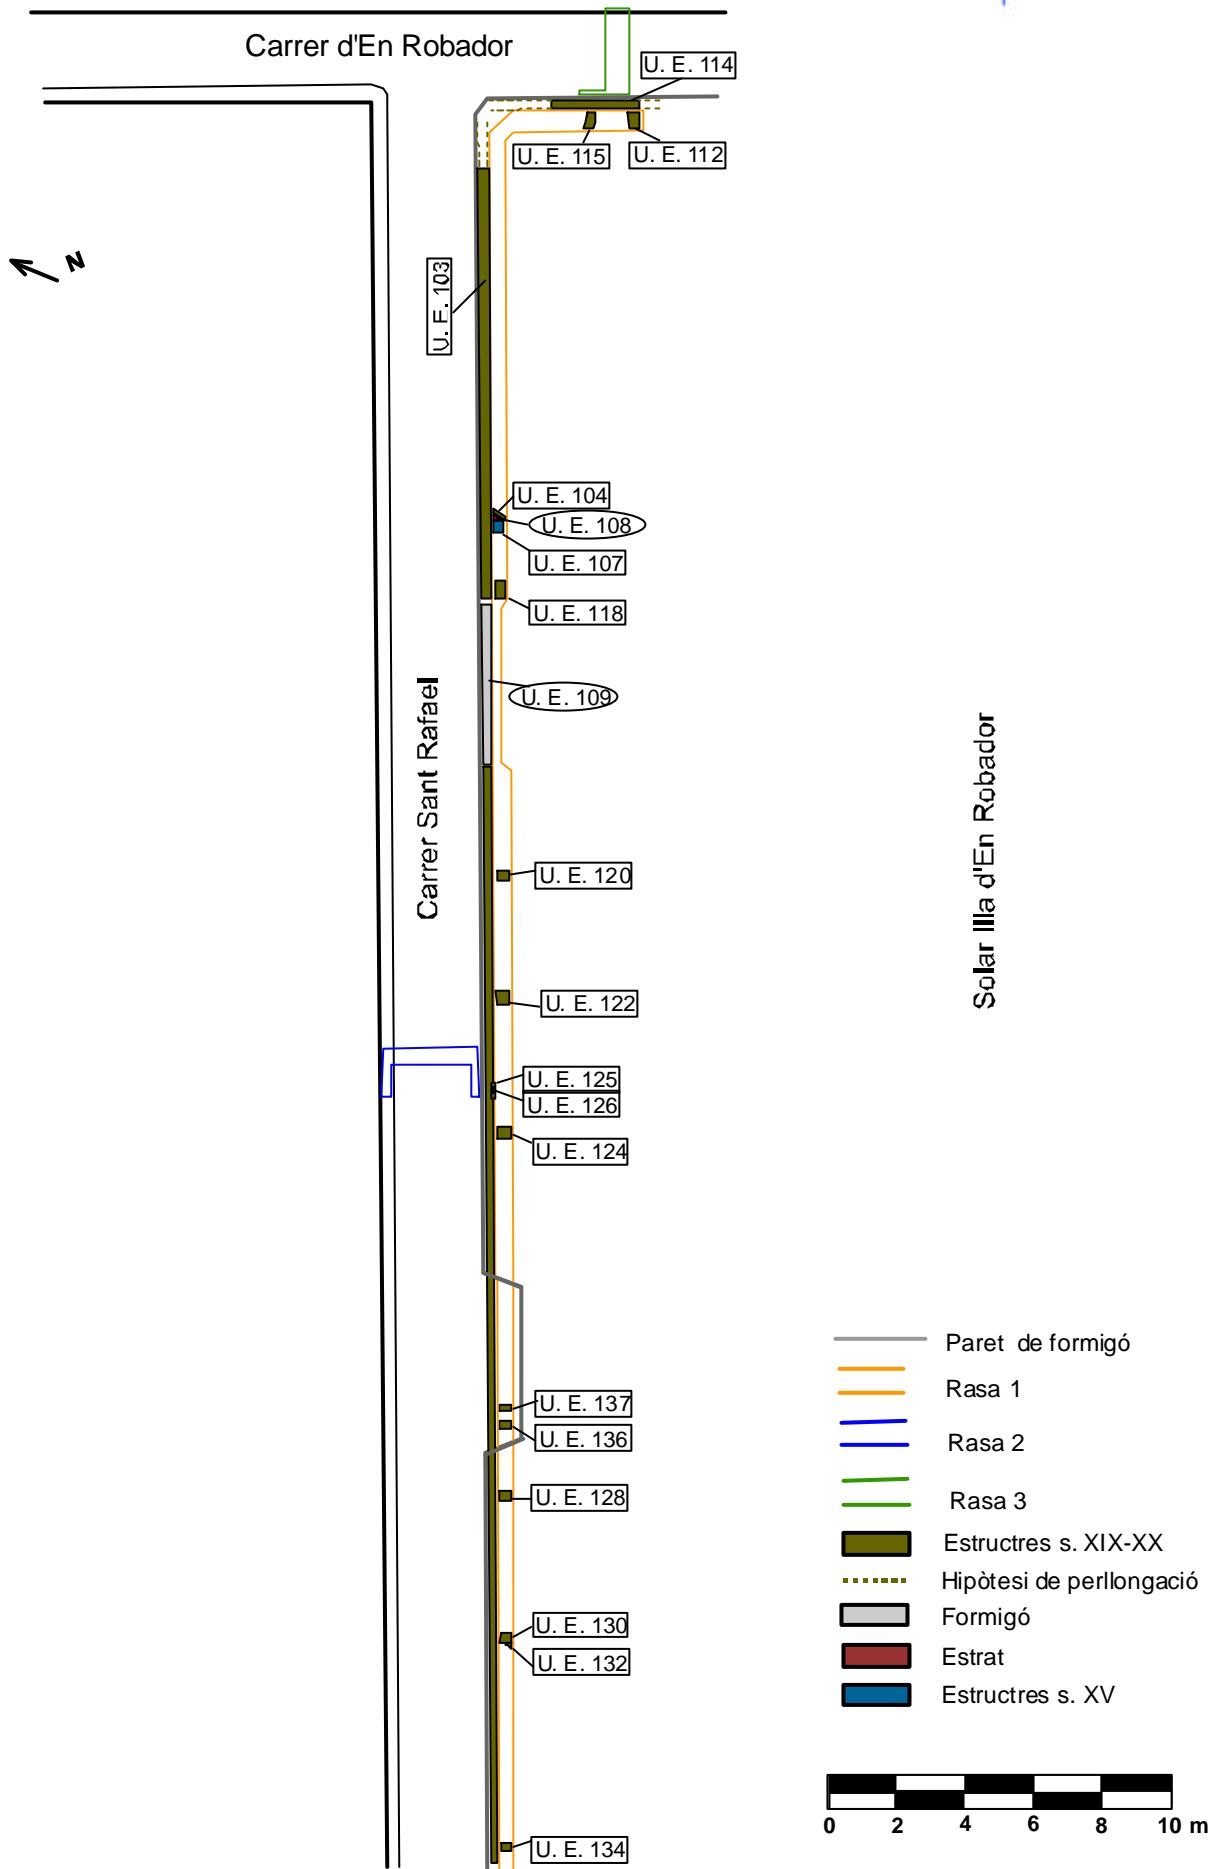 Carrer d'En Robador
U. E. 114
U. E. 115
U. E. 112
N
U. E. 103
U. E. 104
U. E. 108
U. E. 107
U. E. 118
U. E. 109
Carrer Sant Rafael
Solar Illa d'En Robador
U. E. 120
U. E. 122
U. E. 125
U. E. 126
U. E. 124
U. E. 137
U. E. 136
U. E. 128
U. E. 130
U. E. 132
U. E. 134
Paret de formigó
Rasa 1
Rasa 2
Rasa 3
Estructres s. XIX-XX
Hipòtesi de perllongació
Formigó
Estrat
Estructres s. XV
0 2 4 6 8 10 m